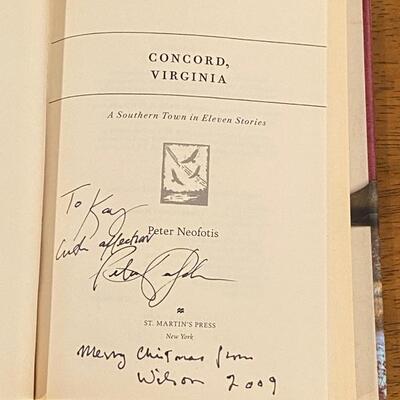 CONCORD,
VIRGINIA
A Southern Town in Eleven Stories
To Kay
with affection
Peter Neofotis
ST. MARTIN'S PRESS
New York
Merry Christmas from
Wilson 2009